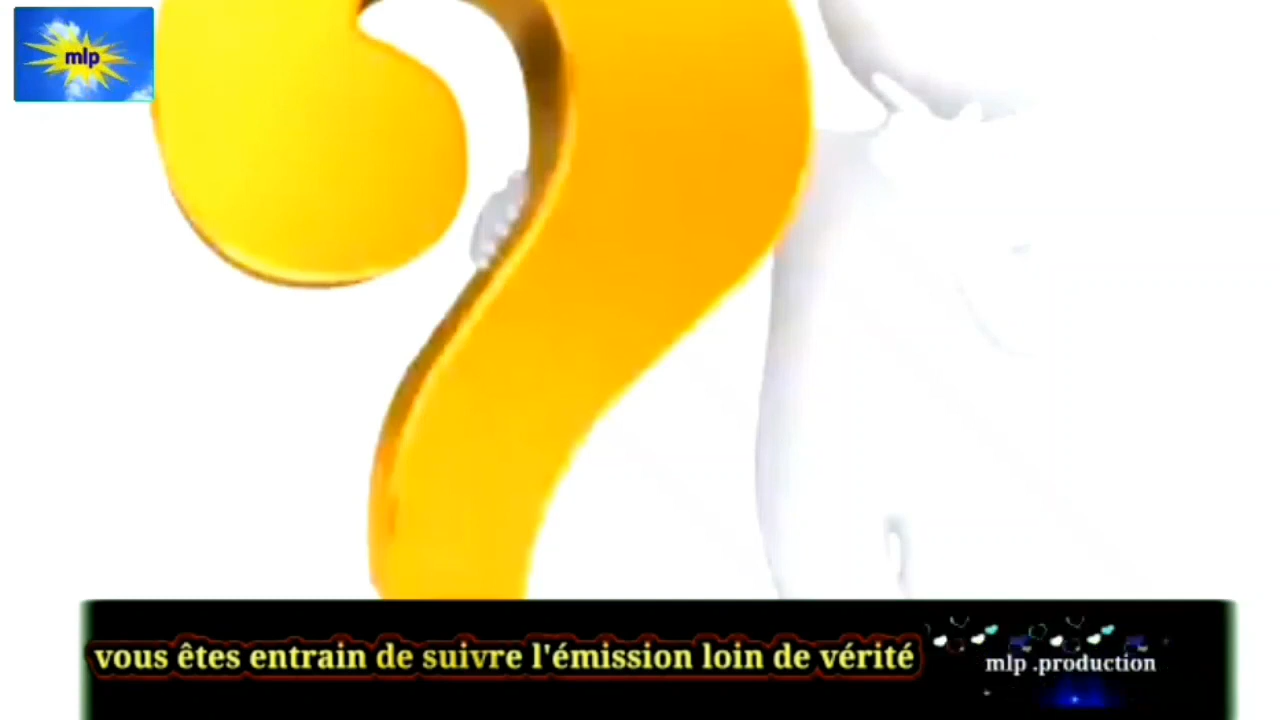 mlp
vous êtes entrain de suivre l'émission loin de vérité
mlp .production